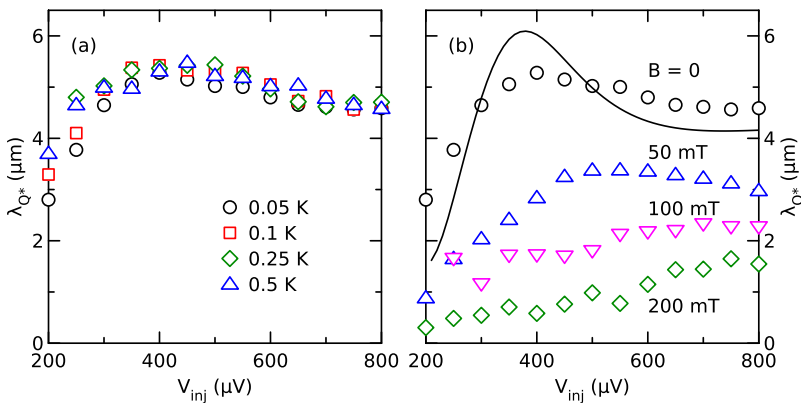 (a)
(b)
6
4
2
0
λQ* (μm)
0.05 K
0.1 K
0.25 K
0.5 K
200
400
600
800
Vinj (μV)
B = 0
50 mT
100 mT
200 mT
6
4
2
0
λQ* (μm)
200
400
600
800
Vinj (μV)